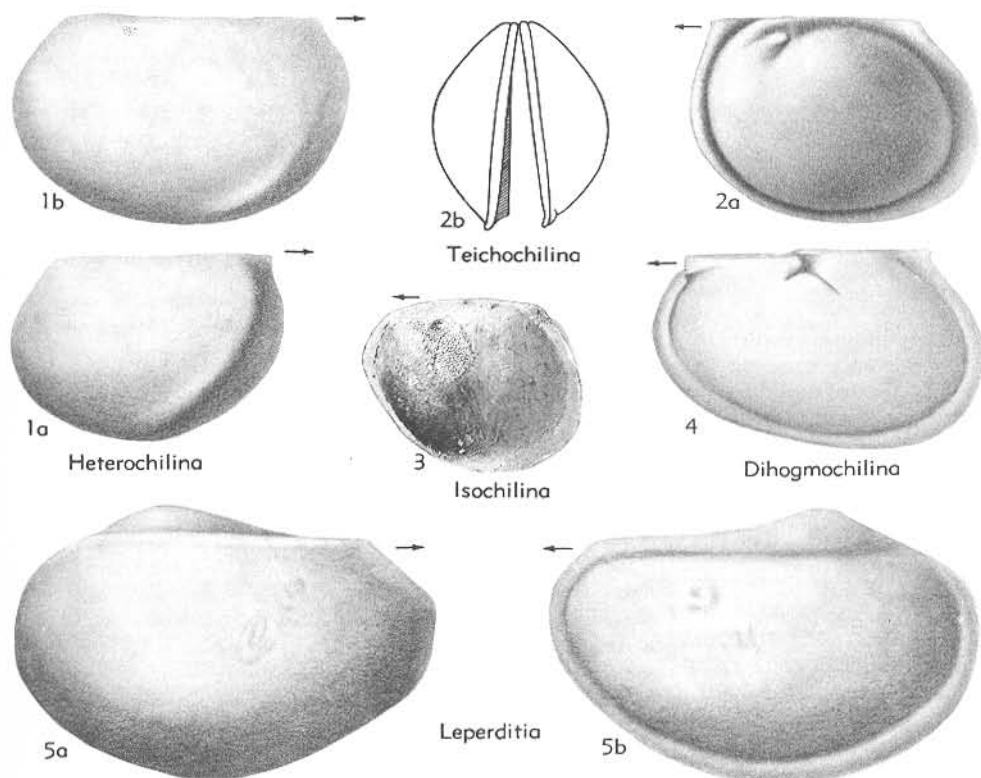 1b
2b
2a
Teichochilina
1a
3
4
Heterochilina
Isochilina
Dihogmochilina
5a
Leperditia
5b